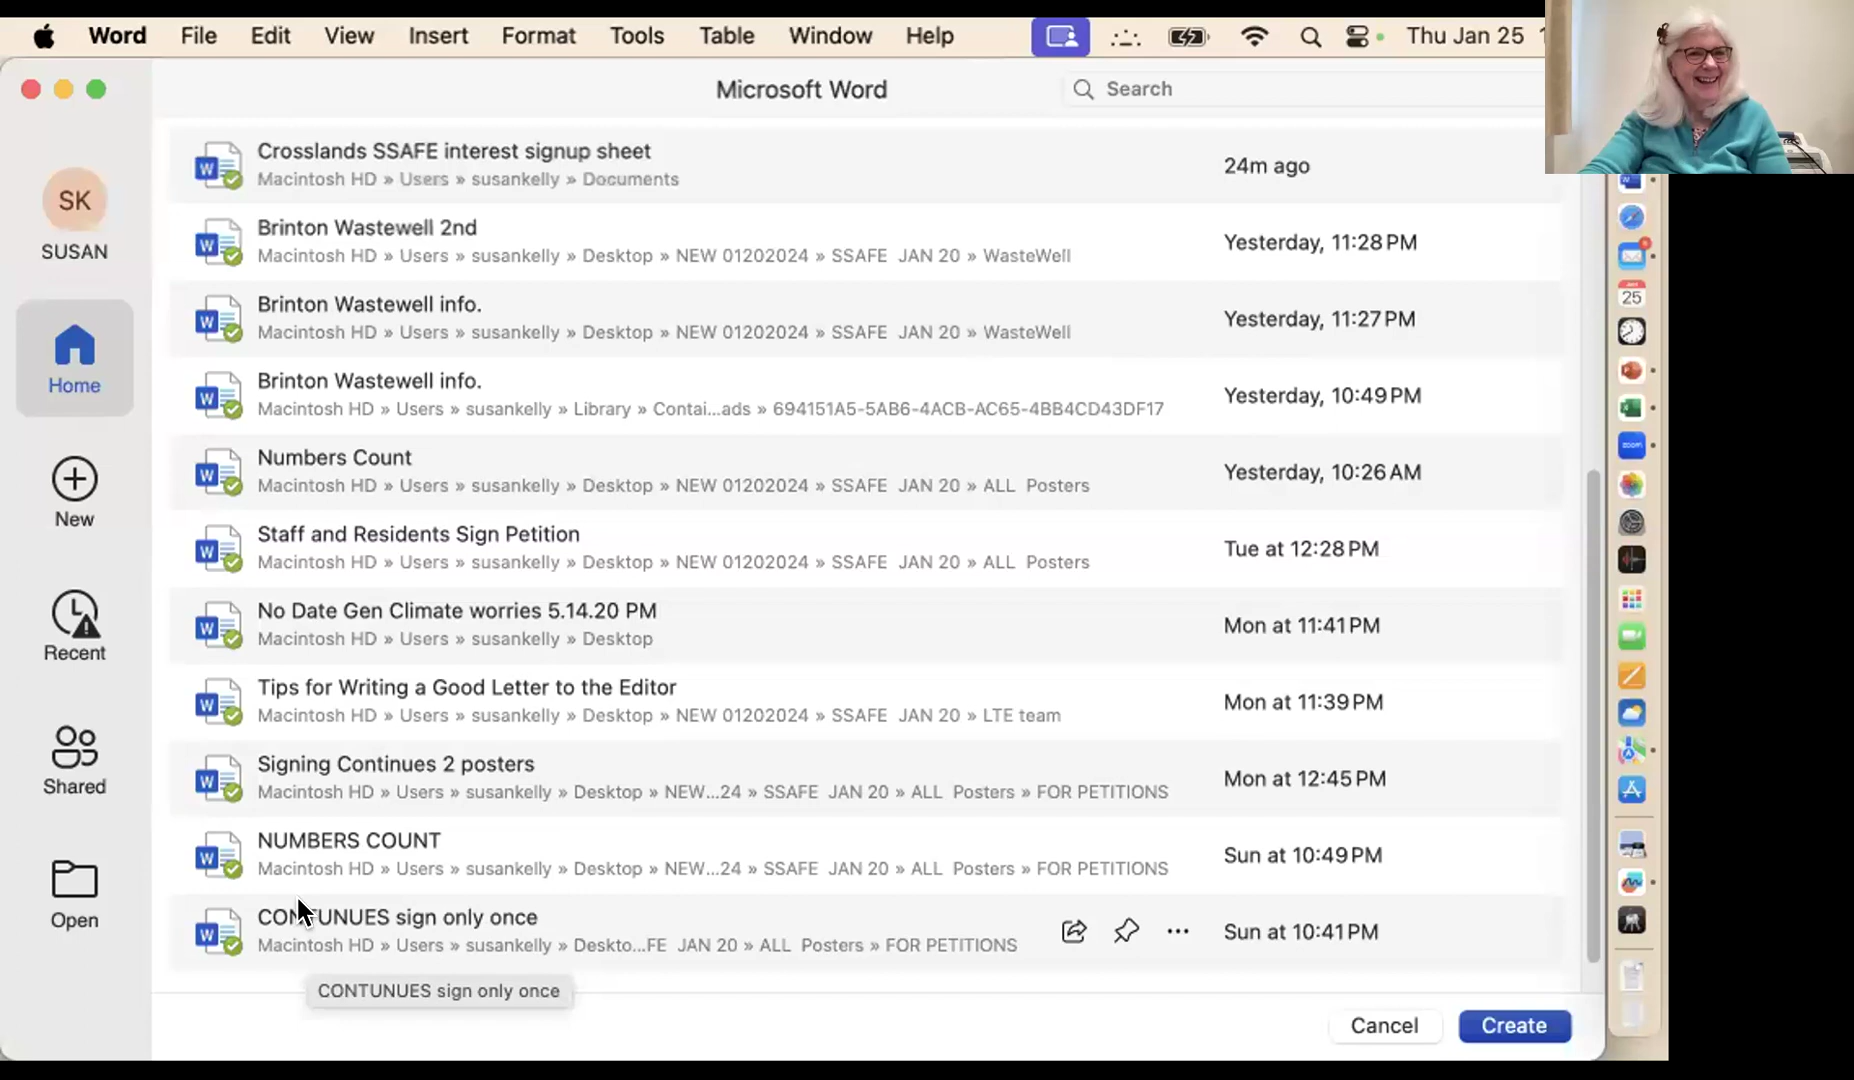 Word File Edit View Insert Format Tools Table Window Help Thu Jan 25
Microsoft Word
Search
SK
SUSAN
Home
New
Recent
Shared
Open
Crosslands SSAFE interest signup sheet
Macintosh HD » Users » susankelly » Documents
24m ago
Brinton Wastewell 2nd
Macintosh HD » Users » susankelly » Desktop » NEW 01202024 » SSAFE JAN 20 » WasteWell
Yesterday, 11:28 PM
Brinton Wastewell info.
Macintosh HD » Users » susankelly » Desktop » NEW 01202024 » SSAFE JAN 20 » WasteWell
Yesterday, 11:27 PM
Brinton Wastewell info.
Macintosh HD » Users » susankelly » Library » Contai...ads » 694151A5-5AB6-4ACB-AC65-4BB4CD43DF17
Yesterday, 10:49 PM
Numbers Count
Macintosh HD » Users » susankelly » Desktop » NEW 01202024 » SSAFE JAN 20 » ALL Posters
Yesterday, 10:26 AM
Staff and Residents Sign Petition
Macintosh HD » Users » susankelly » Desktop » NEW 01202024 » SSAFE JAN 20 » ALL Posters
Tue at 12:28 PM
No Date Gen Climate worries 5.14.20 PM
Macintosh HD » Users » susankelly » Desktop
Mon at 11:41 PM
Tips for Writing a Good Letter to the Editor
Macintosh HD » Users » susankelly » Desktop » NEW 01202024 » SSAFE JAN 20 » LTE team
Mon at 11:39 PM
Signing Continues 2 posters
Macintosh HD » Users » susankelly » Desktop » NEW...24 » SSAFE JAN 20 » ALL Posters » FOR PETITIONS
Mon at 12:45 PM
NUMBERS COUNT
Macintosh HD » Users » susankelly » Desktop » NEW...24 » SSAFE JAN 20 » ALL Posters » FOR PETITIONS
Sun at 10:49 PM
CONTUNUES sign only once
Macintosh HD » Users » susankelly » Deskto...FE JAN 20 » ALL Posters » FOR PETITIONS
Sun at 10:41 PM
CONTUNUES sign only once
Cancel
Create
25
zoom